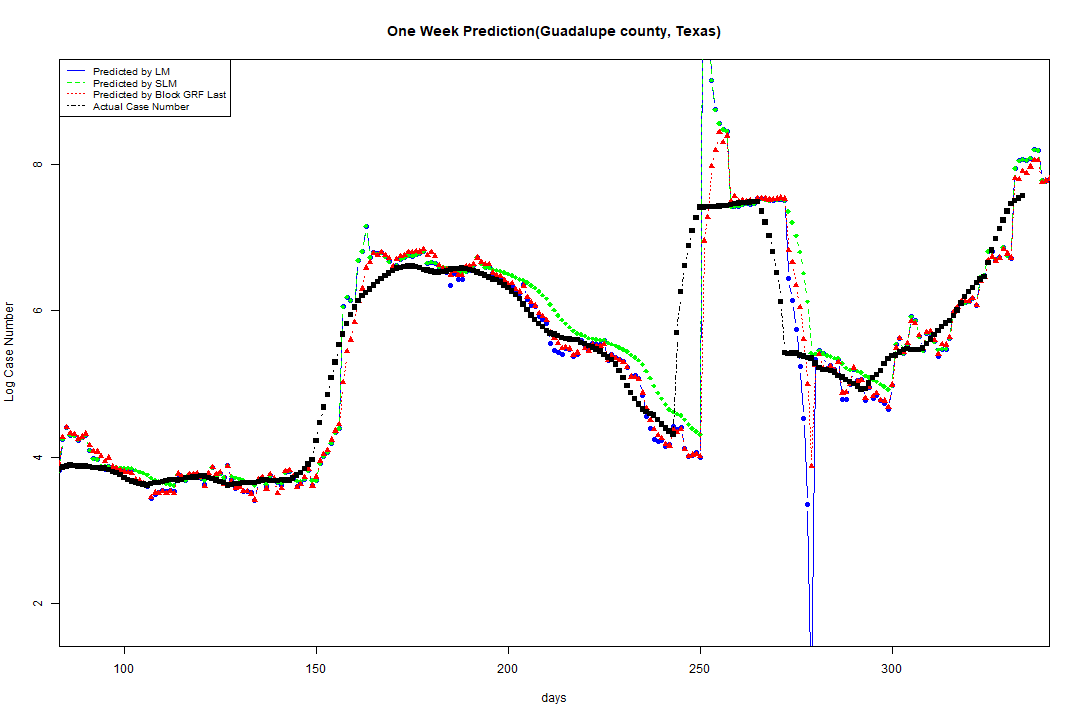 One Week Prediction(Guadalupe county, Texas)
Predicted by LM
Predicted by SLM
Predicted by Block GRF Last
Actual Case Number
Log Case Number
8
6
4
2
100 150 200 250 300
days